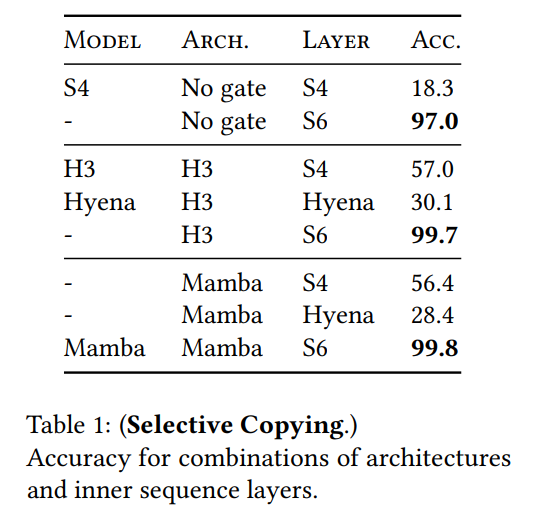 Model Arch. Layer Acc.
S4 No gate S4 18.3
- No gate S6 97.0
H3 H3 S4 57.0
Hyena H3 Hyena 30.1
- H3 S6 99.7
- Mamba S4 56.4
- Mamba Hyena 28.4
Mamba Mamba S6 99.8
Table 1: (Selective Copying.)
Accuracy for combinations of architectures
and inner sequence layers.